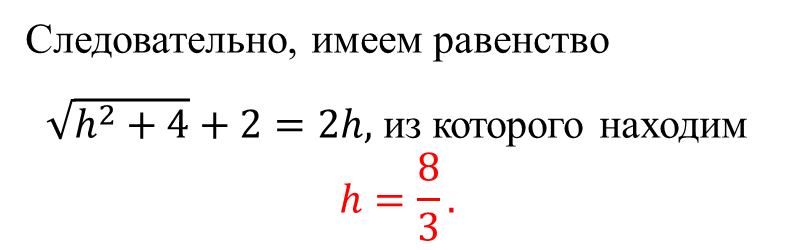 Следовательно, имеем равенство
√(h² + 4) + 2 = 2h, из которого находим
h = 8/3.